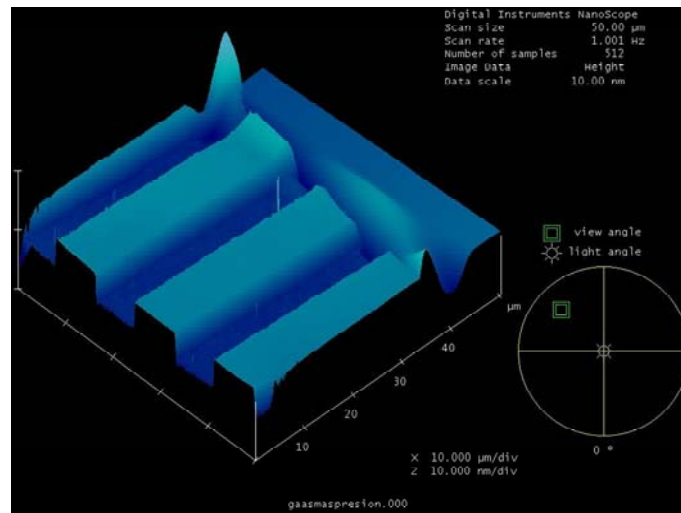 Digital Instruments NanoScope
Scan size 50.00 µm
Scan rate 1.001 Hz
Number of samples 512
Image Data Height
Data scale 10.00 nm
view angle
light angle
µm
40
30
20
10
X 10.000 µm/div
Z 10.000 nm/div
0 °
gaasmaspresion.000